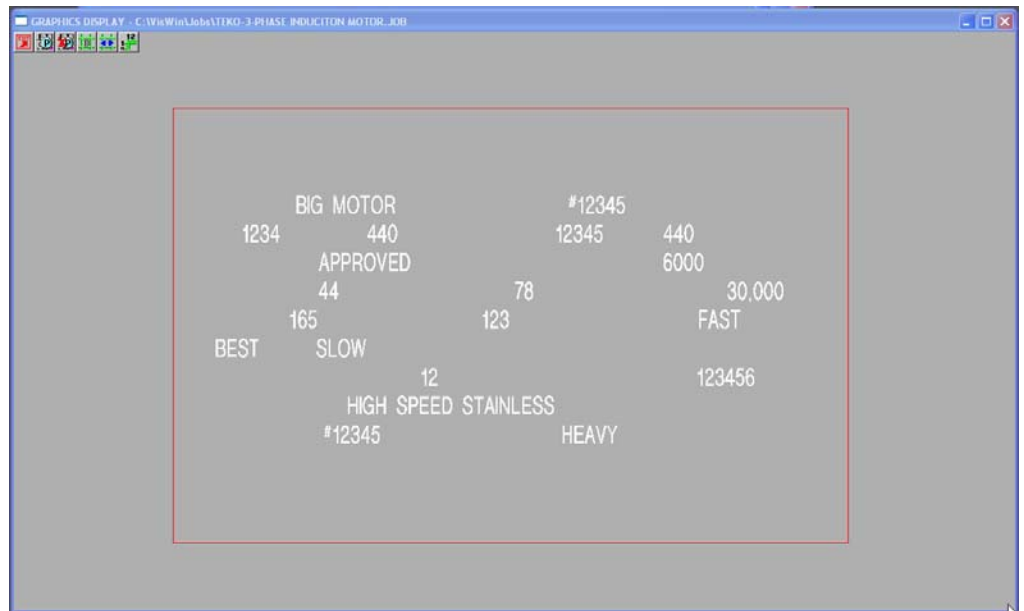 GRAPHICS DISPLAY - C:\VisWin\Jobs\TEKO-3-PHASE INDUCITON MOTOR.JOB
BIG MOTOR #12345
1234 440 12345 440
APPROVED 6000
44 78 30,000
165 123 FAST
BEST SLOW
12 123456
HIGH SPEED STAINLESS
#12345 HEAVY